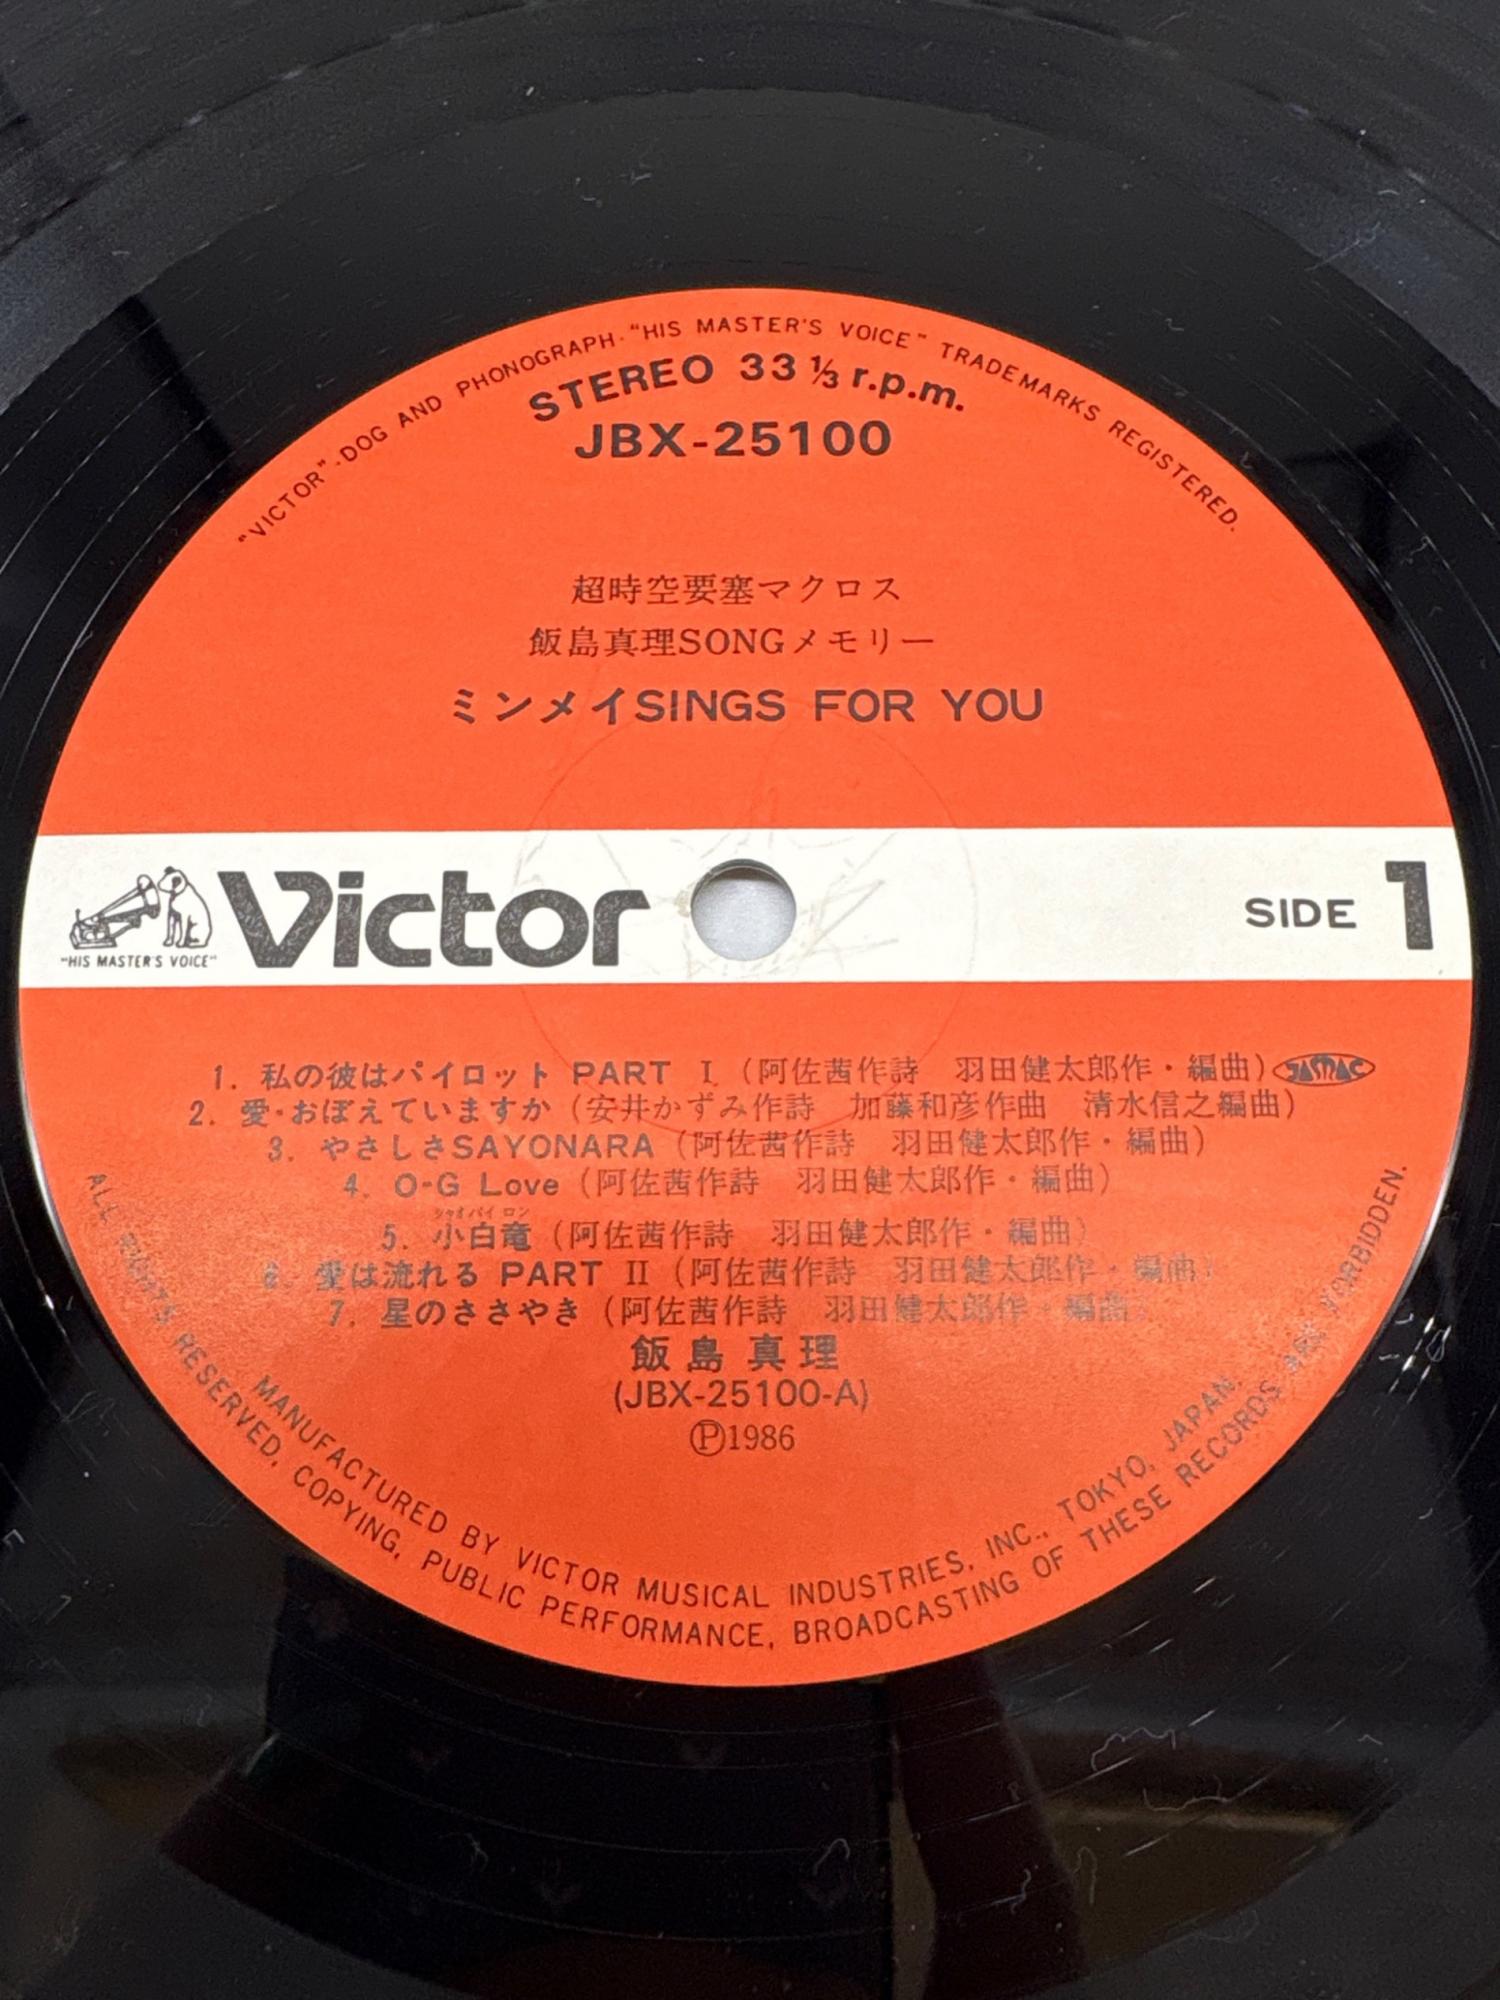 "VICTOR"-DOG AND PHONOGRAPH-"HIS MASTER'S VOICE" TRADEMARKS REGISTERED.
STEREO 33 1/3 r.p.m.
JBX-25100
超時空要塞マクロス
飯島真理SONGメモリー
ミンメイSINGS FOR YOU
"HIS MASTER'S VOICE"
Victor
SIDE 1
1. 私の彼はパイロット PART I (阿佐茜作詩 羽田健太郎作・編曲) JASRAC
2. 愛・おぼえていますか (安井かずみ作詩 加藤和彦作曲 清水信之編曲)
3. やさしさSAYONARA (阿佐茜作詩 羽田健太郎作・編曲)
4. O-G Love (阿佐茜作詩 羽田健太郎作・編曲)
シャオパイロン
5. 小白竜 (阿佐茜作詩 羽田健太郎作・編曲)
6. 愛は流れる PART II (阿佐茜作詩 羽田健太郎作・編曲)
7. 星のささやき (阿佐茜作詩 羽田健太郎作・編曲)
飯島真理
(JBX-25100-A)
Ⓟ1986
MANUFACTURED BY VICTOR MUSICAL INDUSTRIES, INC., TOKYO, JAPAN.
ALL RIGHTS RESERVED, COPYING, PUBLIC PERFORMANCE, BROADCASTING OF THESE RECORDS ARE FORBIDDEN.